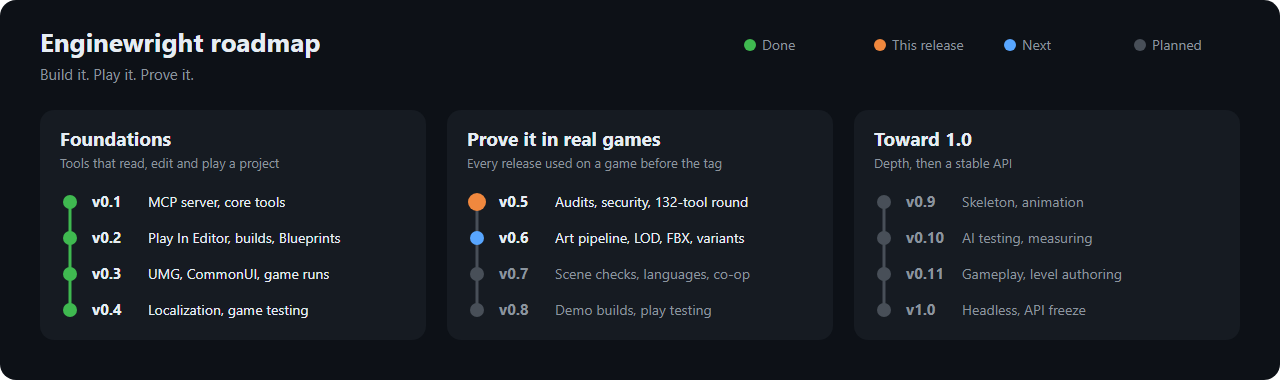 Enginewright roadmap
Build it. Play it. Prove it.
Done
This release
Next
Planned
Foundations
Tools that read, edit and play a project
v0.1 MCP server, core tools
v0.2 Play In Editor, builds, Blueprints
v0.3 UMG, CommonUI, game runs
v0.4 Localization, game testing
Prove it in real games
Every release used on a game before the tag
v0.5 Audits, security, 132-tool round
v0.6 Art pipeline, LOD, FBX, variants
v0.7 Scene checks, languages, co-op
v0.8 Demo builds, play testing
Toward 1.0
Depth, then a stable API
v0.9 Skeleton, animation
v0.10 AI testing, measuring
v0.11 Gameplay, level authoring
v1.0 Headless, API freeze